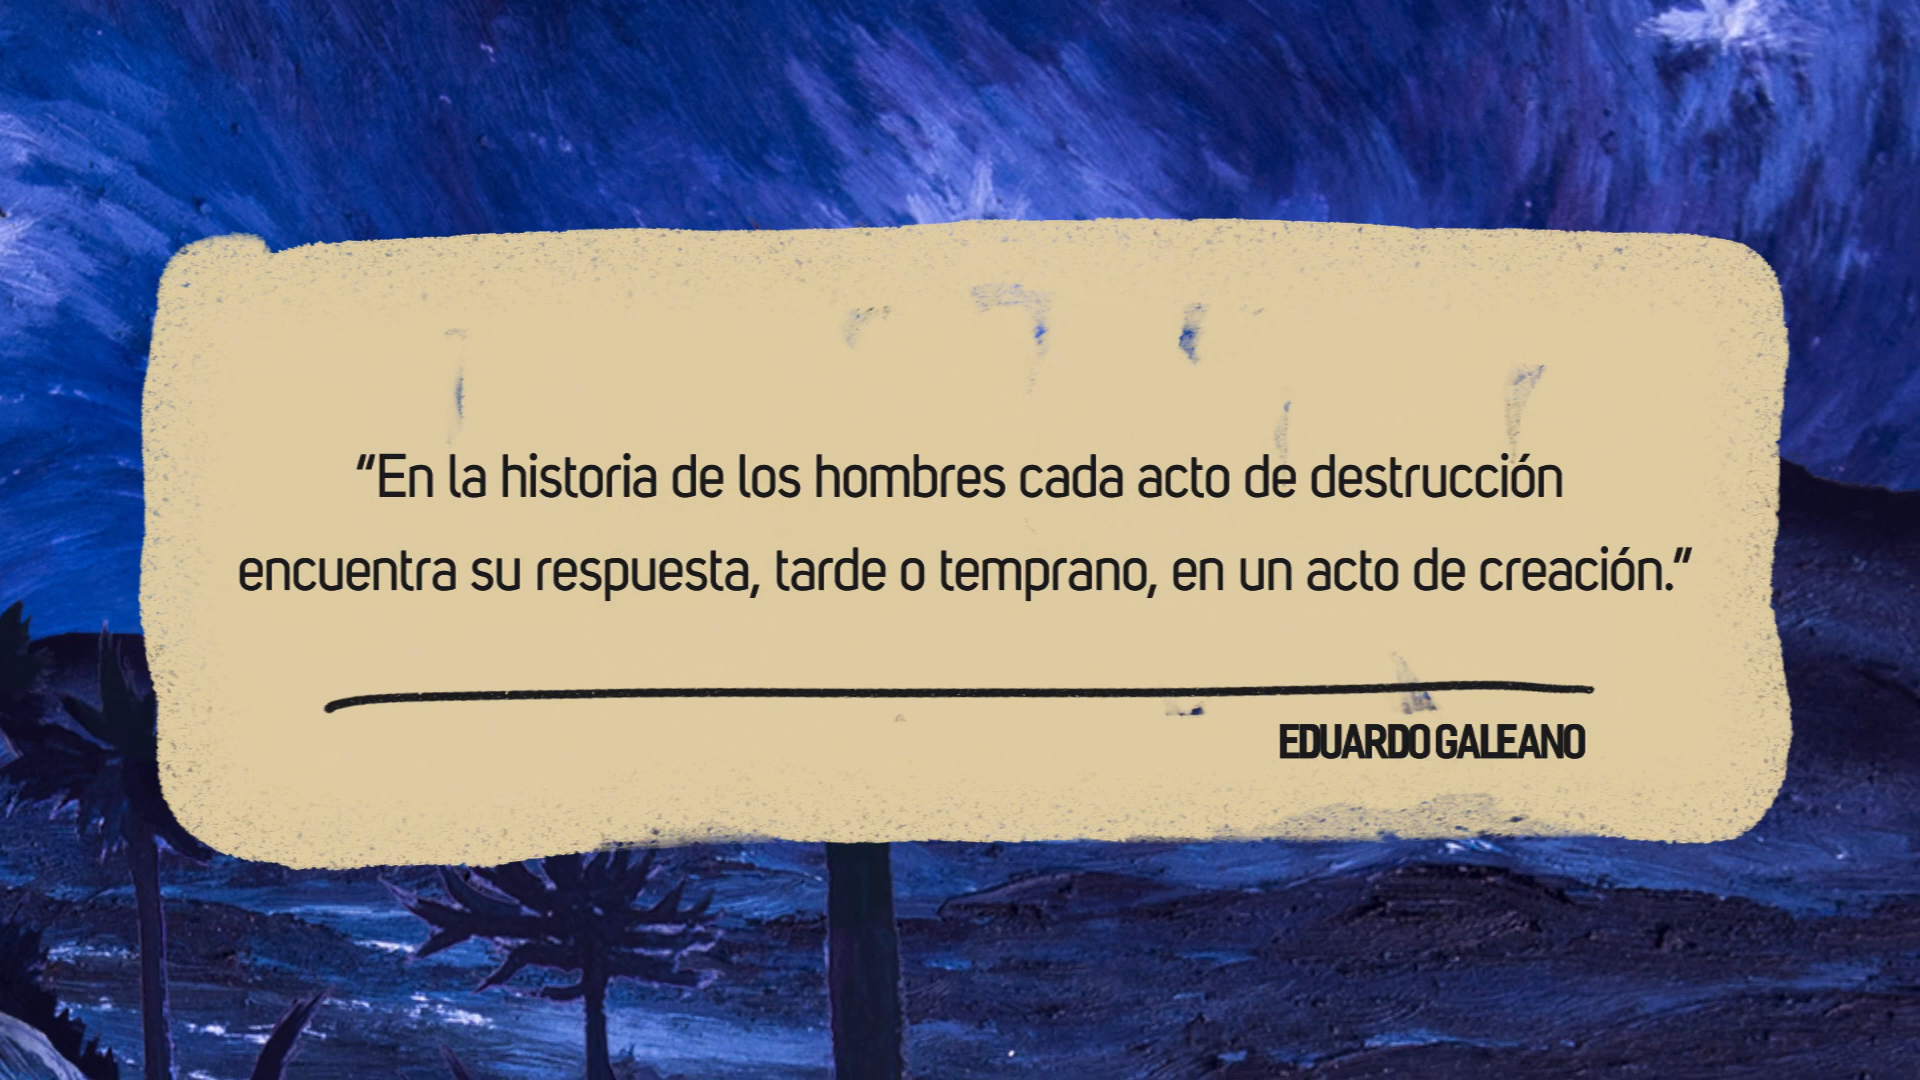 “En la historia de los hombres cada acto de destrucción
encuentra su respuesta, tarde o temprano, en un acto de creación.”
EDUARDO GALEANO